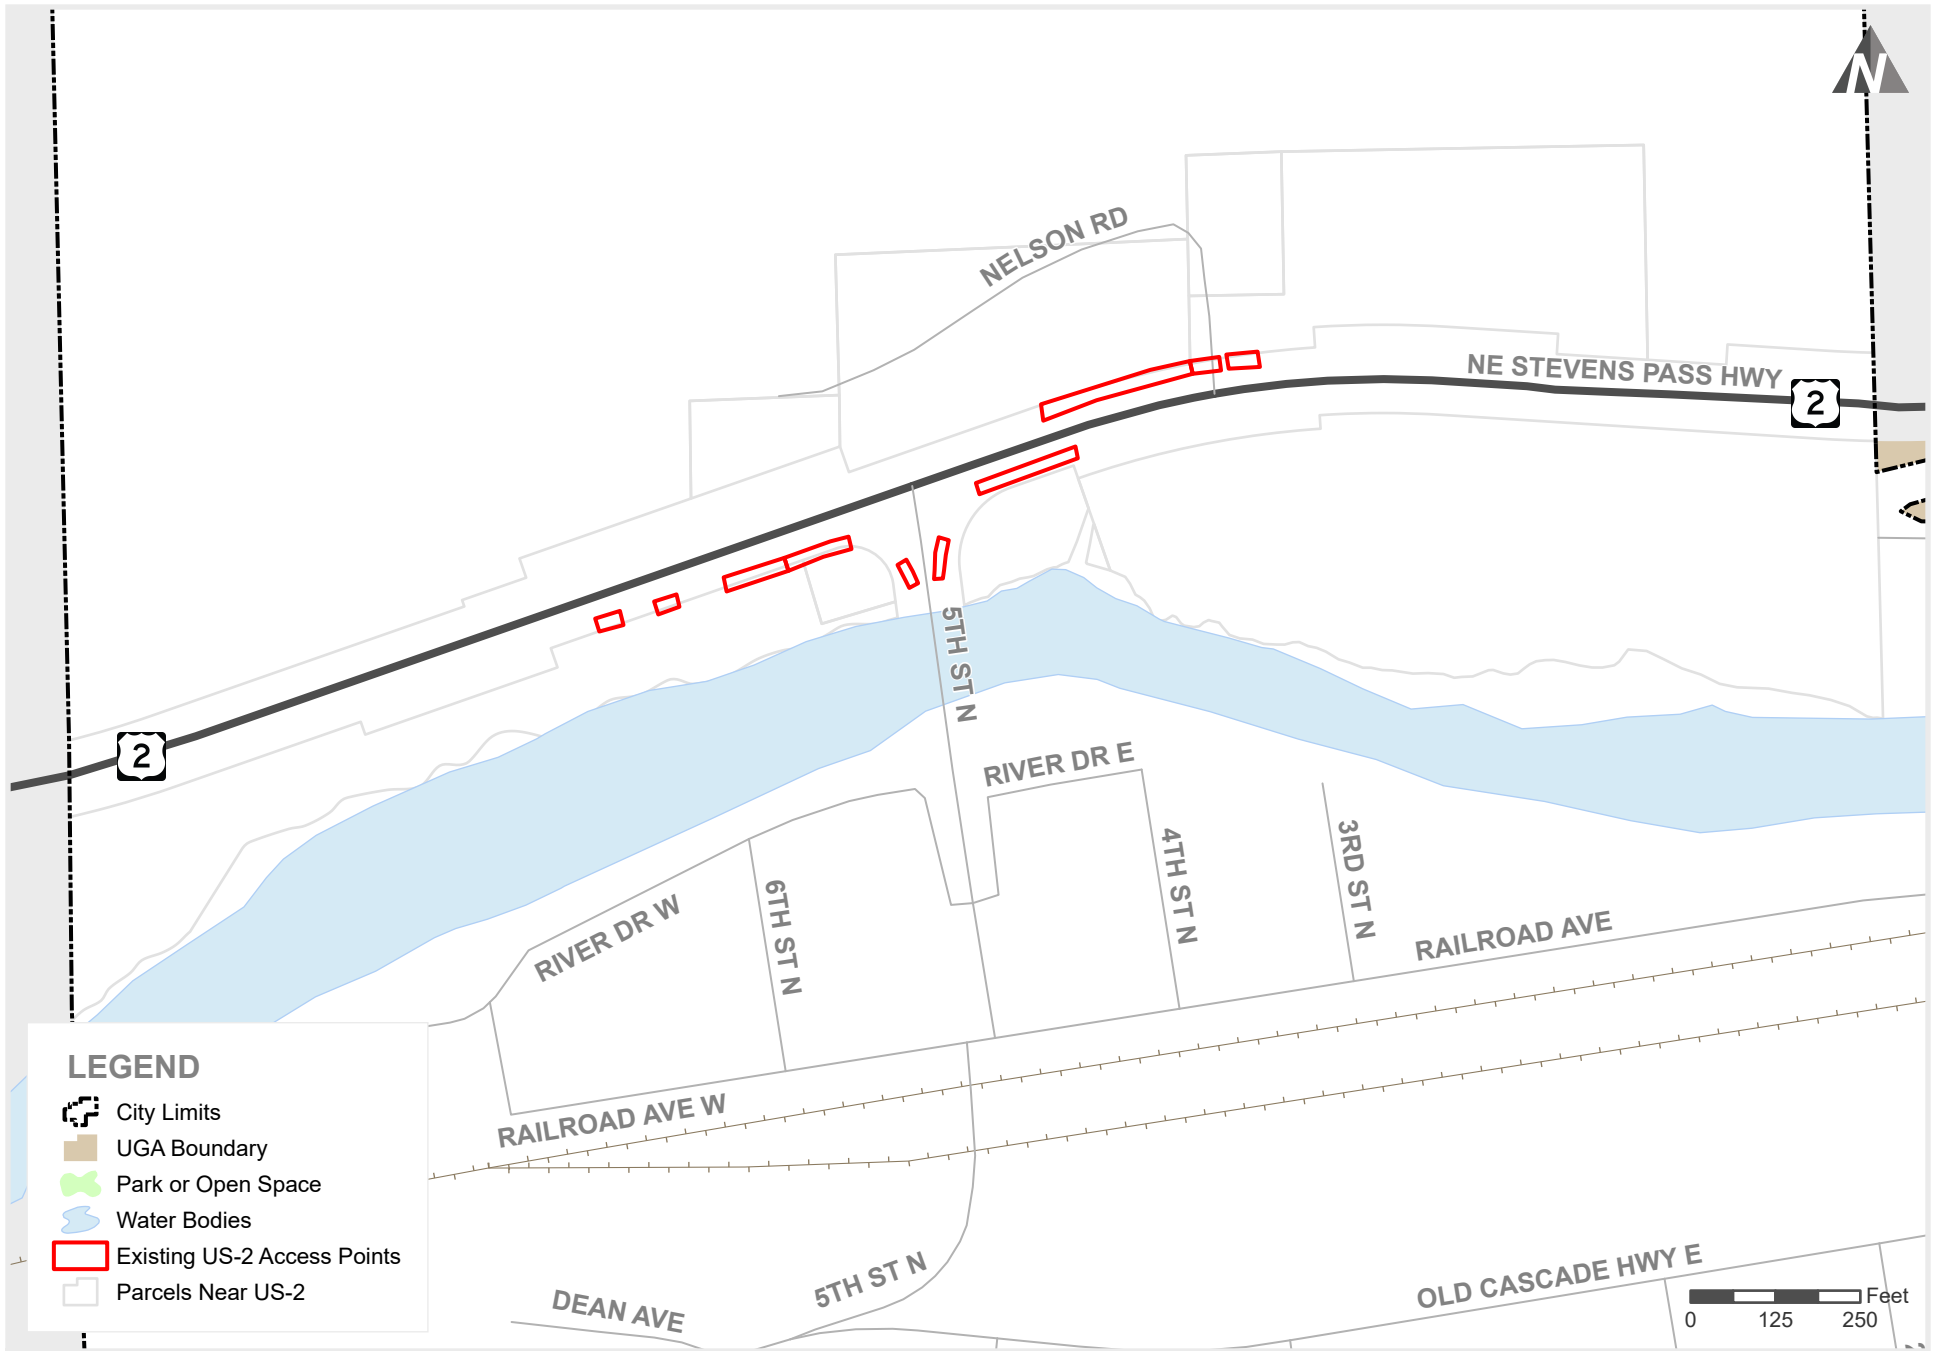 N
NELSON RD
NE STEVENS PASS HWY
2
2
5TH ST N
RIVER DR E
4TH ST N
3RD ST N
6TH ST N
RIVER DR W
RAILROAD AVE
RAILROAD AVE W
5TH ST N
DEAN AVE
OLD CASCADE HWY E
LEGEND
City Limits
UGA Boundary
Park or Open Space
Water Bodies
Existing US-2 Access Points
Parcels Near US-2
Feet
0 125 250